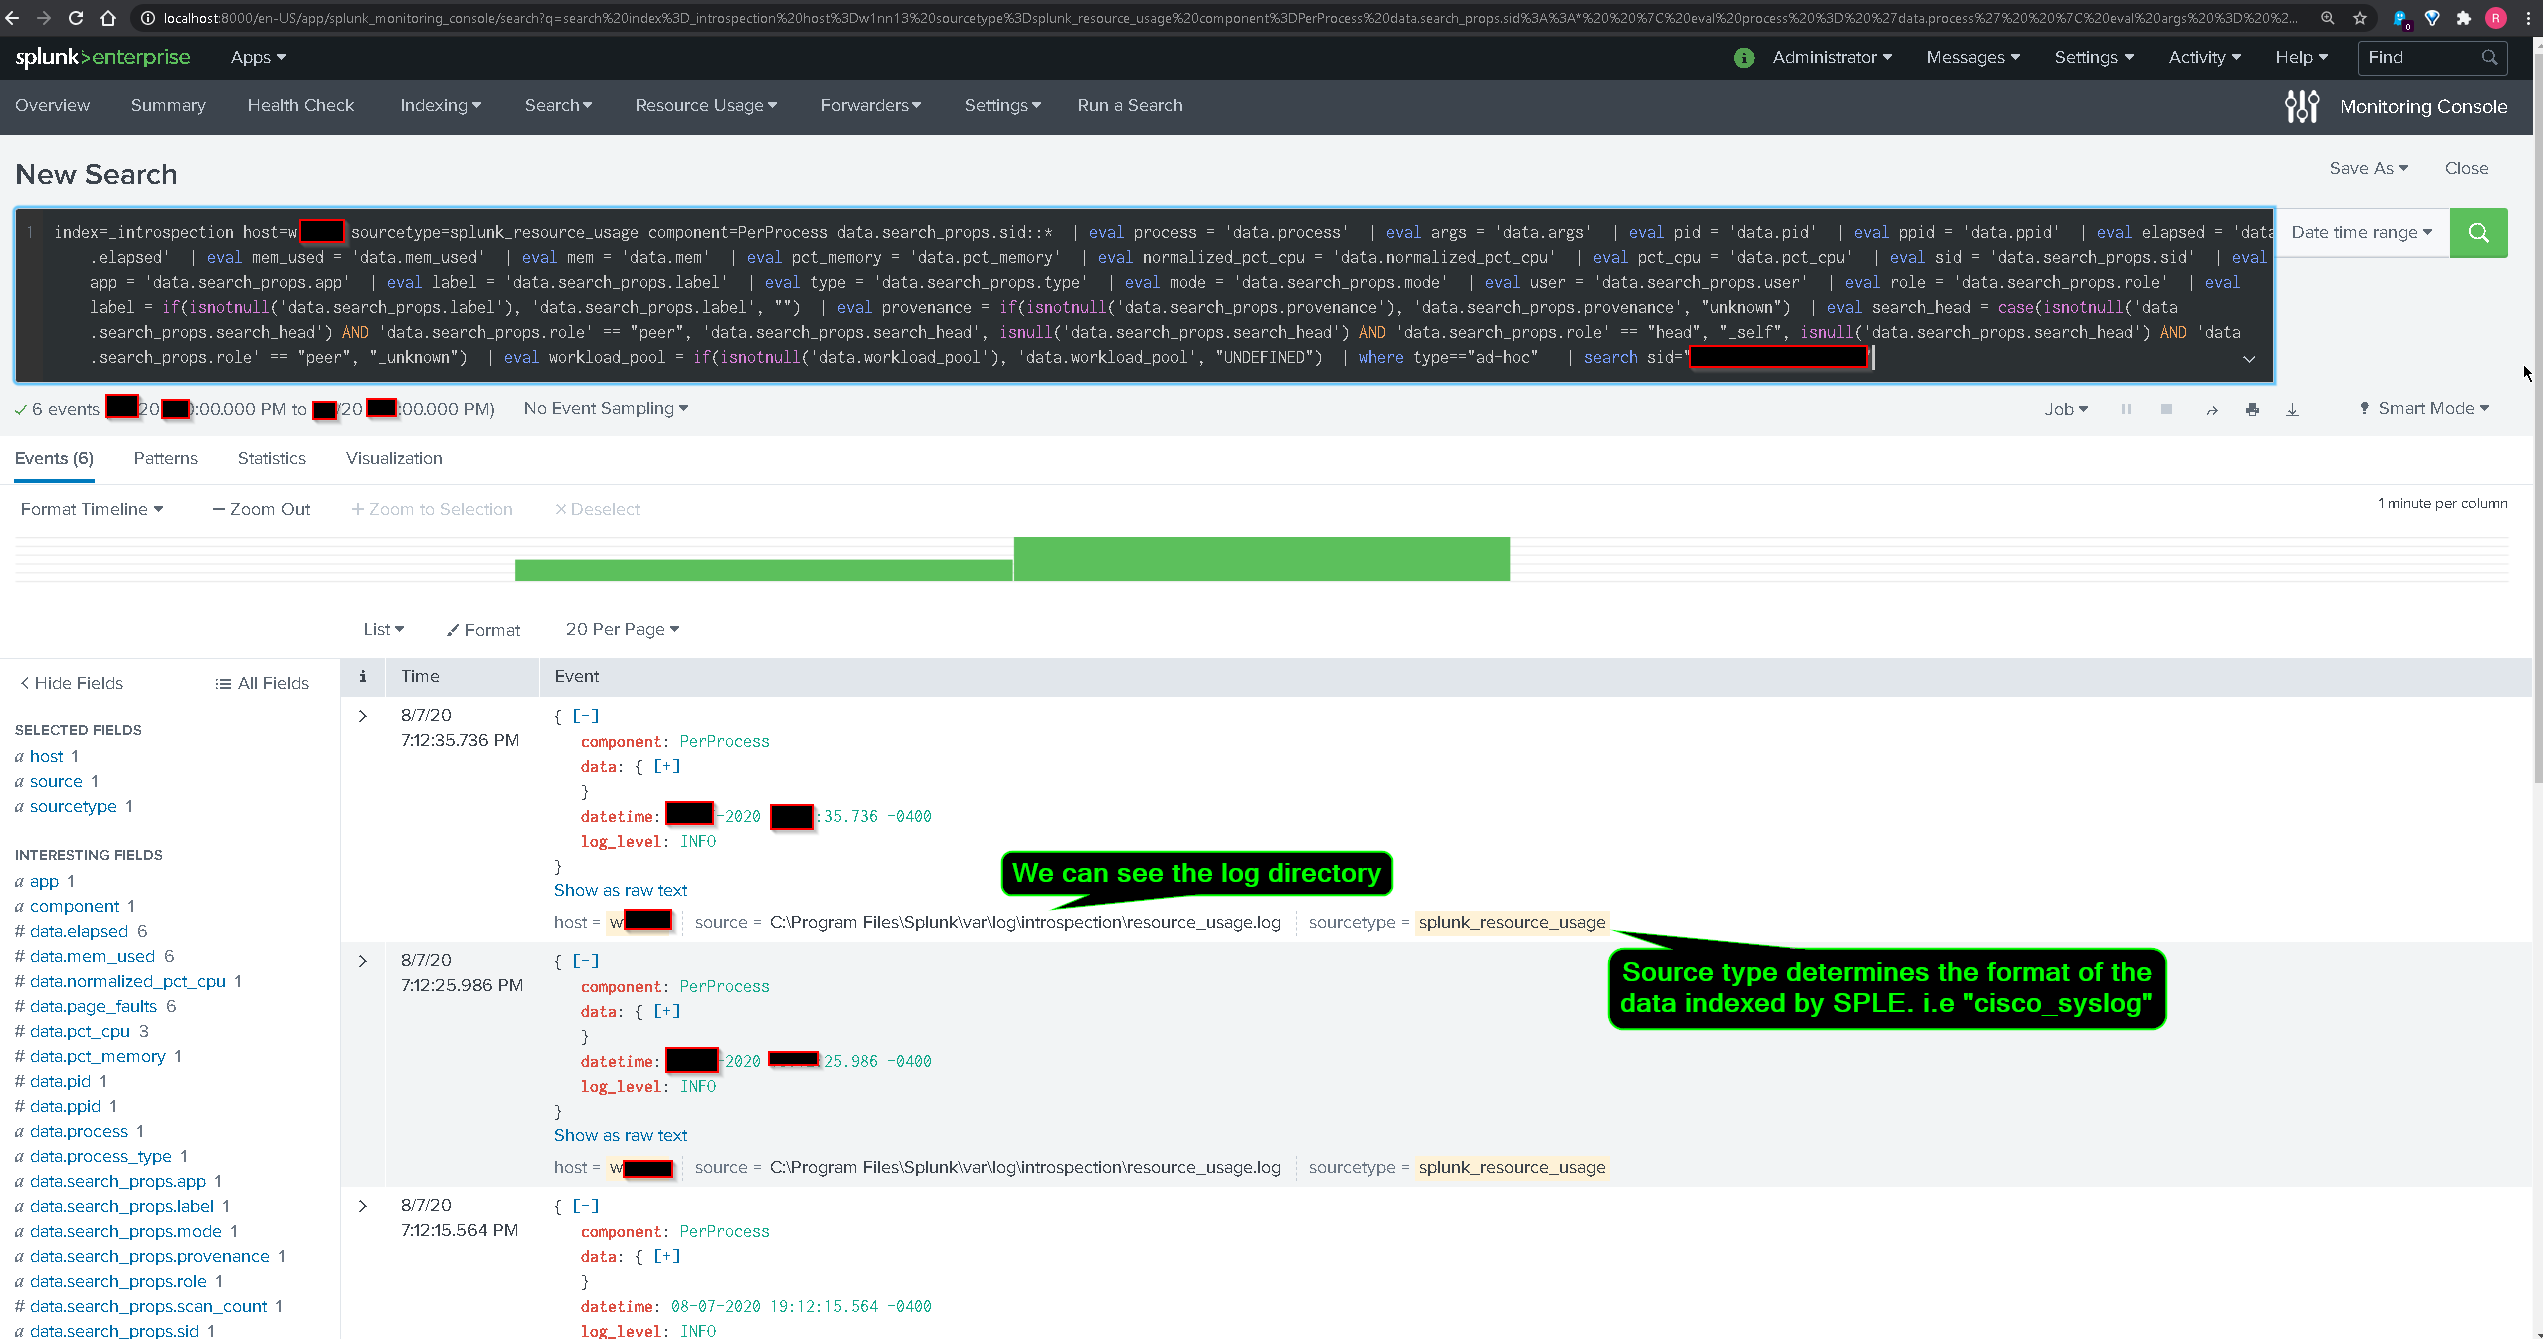 localhost:8000/en-US/app/splunk_monitoring_console/search?q=search%20index%3D_introspection%20host%3Dw1nn13%20sourcetype%3Dsplunk_resource_usage%20component%3DPerProcess%20data.search_props.sid%3A%3A*%20%20%7C%20eval%20process%20%3D%20%27data.process%27%20%20%7C%20eval%20args%20%3D%20%2...
0
R
splunk>enterprise Apps
i Administrator Messages Settings Activity Help Find
Overview Summary Health Check Indexing Search Resource Usage Forwarders Settings Run a Search Monitoring Console
New Search
Save As Close
1 index=_introspection host=w sourcetype=splunk_resource_usage component=PerProcess data.search_props.sid::* | eval process = 'data.process' | eval args = 'data.args' | eval pid = 'data.pid' | eval ppid = 'data.ppid' | eval elapsed = 'data
.elapsed' | eval mem_used = 'data.mem_used' | eval mem = 'data.mem' | eval pct_memory = 'data.pct_memory' | eval normalized_pct_cpu = 'data.normalized_pct_cpu' | eval pct_cpu = 'data.pct_cpu' | eval sid = 'data.search_props.sid' | eval
app = 'data.search_props.app' | eval label = 'data.search_props.label' | eval type = 'data.search_props.type' | eval mode = 'data.search_props.mode' | eval user = 'data.search_props.user' | eval role = 'data.search_props.role' | eval
label = if(isnotnull('data.search_props.label'), 'data.search_props.label', "") | eval provenance = if(isnotnull('data.search_props.provenance'), 'data.search_props.provenance', "unknown") | eval search_head = case(isnotnull('data
.search_props.search_head') AND 'data.search_props.role' == "peer", 'data.search_props.search_head', isnull('data.search_props.search_head') AND 'data.search_props.role' == "head", "_self", isnull('data.search_props.search_head') AND 'data
.search_props.role' == "peer", "_unknown") | eval workload_pool = if(isnotnull('data.workload_pool'), 'data.workload_pool', "UNDEFINED") | where type=="ad-hoc" | search sid="
Date time range
6 events 20 :00.000 PM to /20 :00.000 PM) No Event Sampling
Job Smart Mode
Events (6) Patterns Statistics Visualization
Format Timeline — Zoom Out + Zoom to Selection × Deselect
1 minute per column
List Format 20 Per Page
< Hide Fields All Fields
SELECTED FIELDS
a host 1
a source 1
a sourcetype 1
INTERESTING FIELDS
a app 1
a component 1
# data.elapsed 6
# data.mem_used 6
# data.normalized_pct_cpu 1
# data.page_faults 6
# data.pct_cpu 3
# data.pct_memory 1
# data.pid 1
# data.ppid 1
a data.process 1
a data.process_type 1
a data.search_props.app 1
a data.search_props.label 1
a data.search_props.mode 1
a data.search_props.provenance 1
a data.search_props.role 1
# data.search_props.scan_count 1
a data.search_props.sid 1
i Time Event
> 8/7/20
7:12:35.736 PM
{ [-]
component: PerProcess
data: { [+]
}
datetime: -2020 :35.736 -0400
log_level: INFO
}
Show as raw text
host = w source = C:\Program Files\Splunk\var\log\introspection\resource_usage.log sourcetype = splunk_resource_usage
We can see the log directory
Source type determines the format of the
data indexed by SPLE. i.e "cisco_syslog"
> 8/7/20
7:12:25.986 PM
{ [-]
component: PerProcess
data: { [+]
}
datetime: 2020 25.986 -0400
log_level: INFO
}
Show as raw text
host = w source = C:\Program Files\Splunk\var\log\introspection\resource_usage.log sourcetype = splunk_resource_usage
> 8/7/20
7:12:15.564 PM
{ [-]
component: PerProcess
data: { [+]
}
datetime: 08-07-2020 19:12:15.564 -0400
log_level: INFO